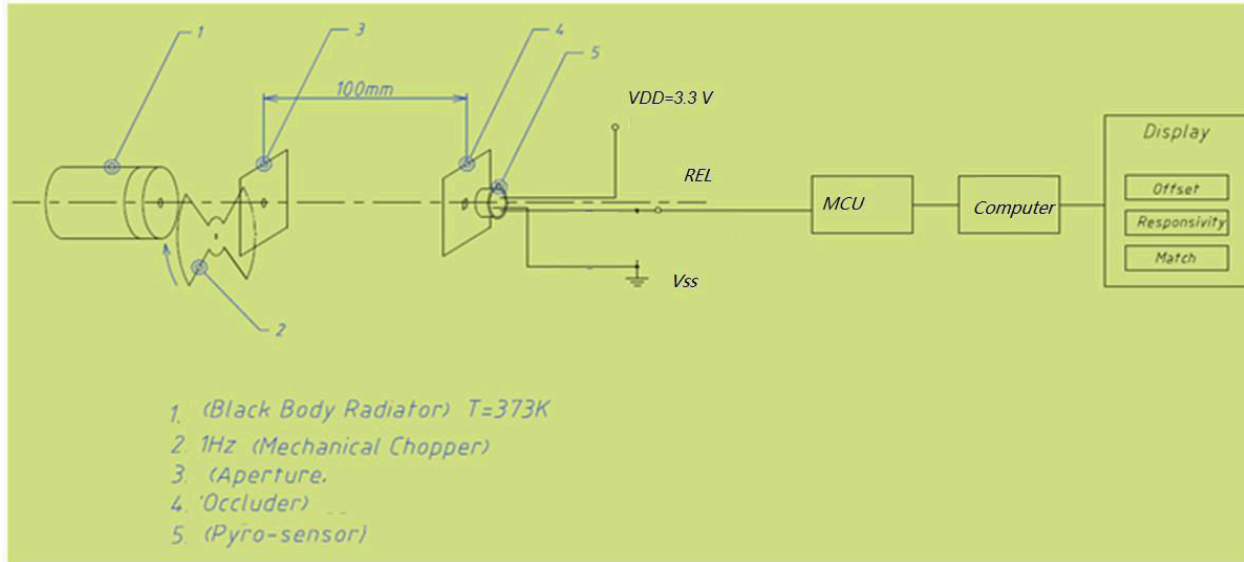 1
3
4
5
100mm
VDD=3.3 V
REL
MCU
Computer
Display
Offset
Responsivity
Match
Vss
2
1. (Black Body Radiator) T=373K
2. 1Hz (Mechanical Chopper)
3. (Aperture.
4. Occluder)
5. (Pyro-sensor)